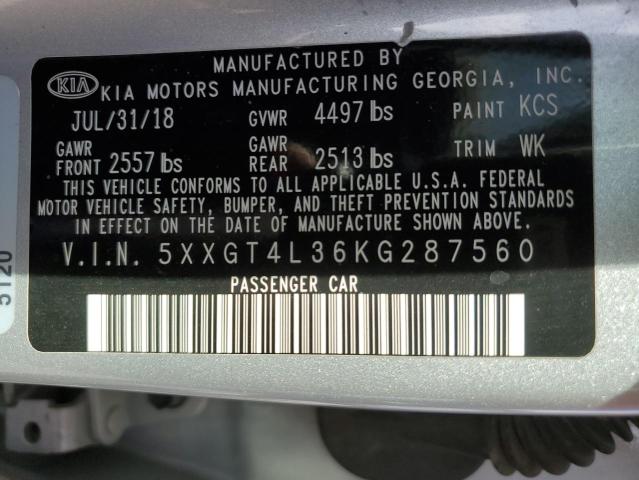 MANUFACTURED BY
KIA KIA MOTORS MANUFACTURING GEORGIA, INC.
JUL/31/18 GVWR 4497 lbs PAINT KCS
GAWR FRONT 2557 lbs GAWR REAR 2513 lbs TRIM WK
THIS VEHICLE CONFORMS TO ALL APPLICABLE U.S.A. FEDERAL
MOTOR VEHICLE SAFETY, BUMPER, AND THEFT PREVENTION STANDARDS
IN EFFECT ON THE DATE OF MANUFACTURE SHOWN ABOVE.
V.I.N. 5XXGT4L36KG287560
PASSENGER CAR
5120